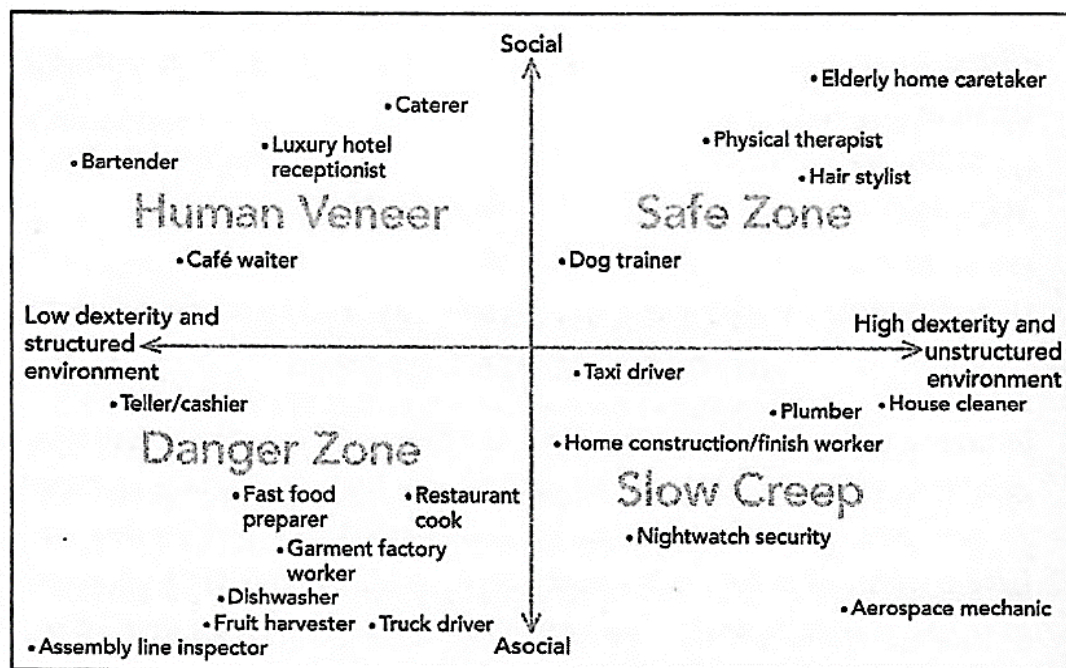 Social
•Elderly home caretaker
•Caterer
•Physical therapist
•Luxury hotel
receptionist
•Bartender
•Hair stylist
Human Veneer
Safe Zone
•Café waiter
•Dog trainer
Low dexterity and
structured
environment
High dexterity and
unstructured
environment
•Taxi driver
•Teller/cashier
•Plumber
•House cleaner
Danger Zone
•Home construction/finish worker
Slow Creep
•Fast food
preparer
•Restaurant
cook
•Garment factory
worker
•Nightwatch security
•Dishwasher
•Fruit harvester
•Truck driver
•Aerospace mechanic
•Assembly line inspector
Asocial